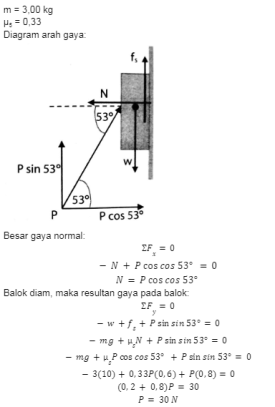 m = 3,00 kg
μs = 0,33
Diagram arah gaya:
fs
N
53°
w
P sin 53°
53°
P
P cos 53°
Besar gaya normal:
ΣFx = 0
− N + P cos cos 53° = 0
N = P cos cos 53°
Balok diam, maka resultan gaya pada balok:
ΣFy = 0
− w + fs + P sin sin 53° = 0
− mg + μsN + P sin sin 53° = 0
− mg + μsP cos cos 53° + P sin sin 53° = 0
− 3(10) + 0,33P(0,6) + P(0,8) = 0
(0,2 + 0,8)P = 30
P = 30 N